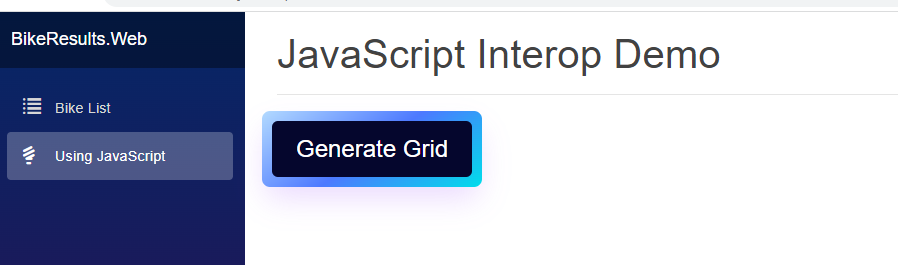 BikeResults.Web
JavaScript Interop Demo
Bike List
Using JavaScript
Generate Grid